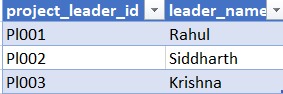 project_leader_id leader_name
Pl001 Rahul
Pl002 Siddharth
Pl003 Krishna